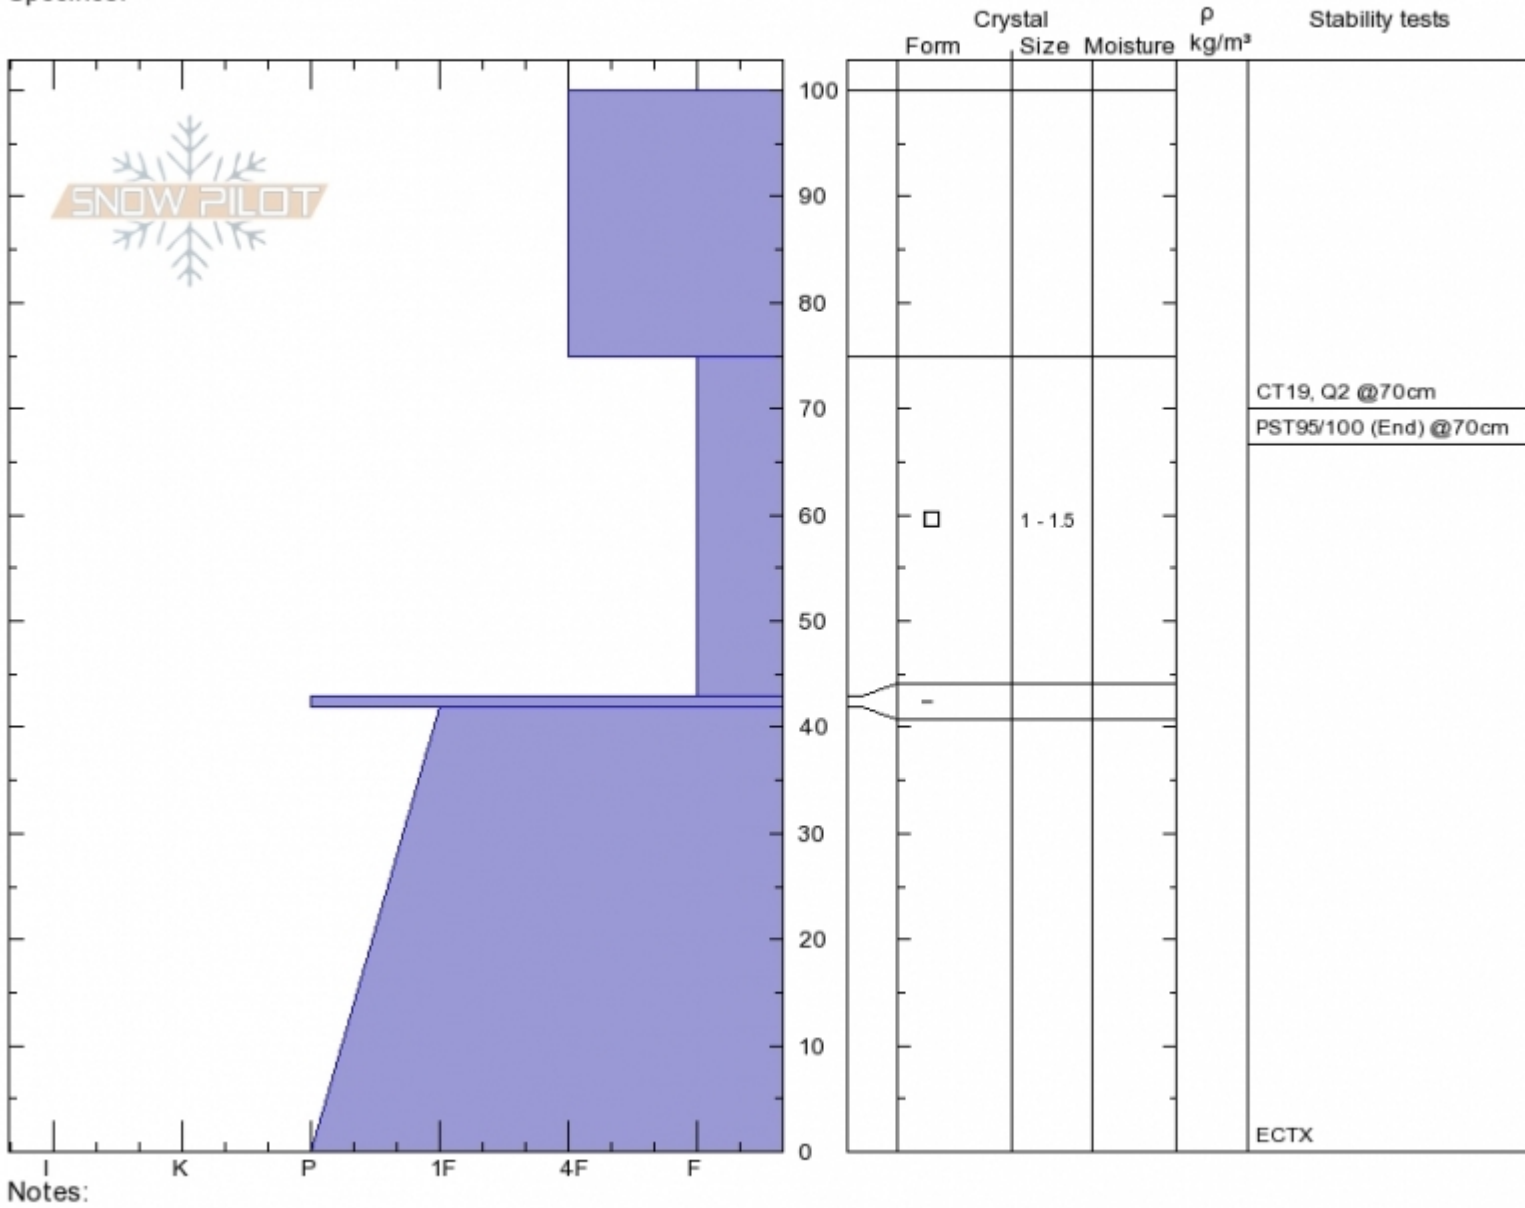 Crystal
ρ
Stability tests
Form
Size
Moisture
kg/m³
SNOW PILOT
100
90
80
70
60
50
40
30
20
10
0
CT19, Q2 @70cm
PST95/100 (End) @70cm
1 - 1.5
ECTX
I
K
P
1F
4F
F
Notes: